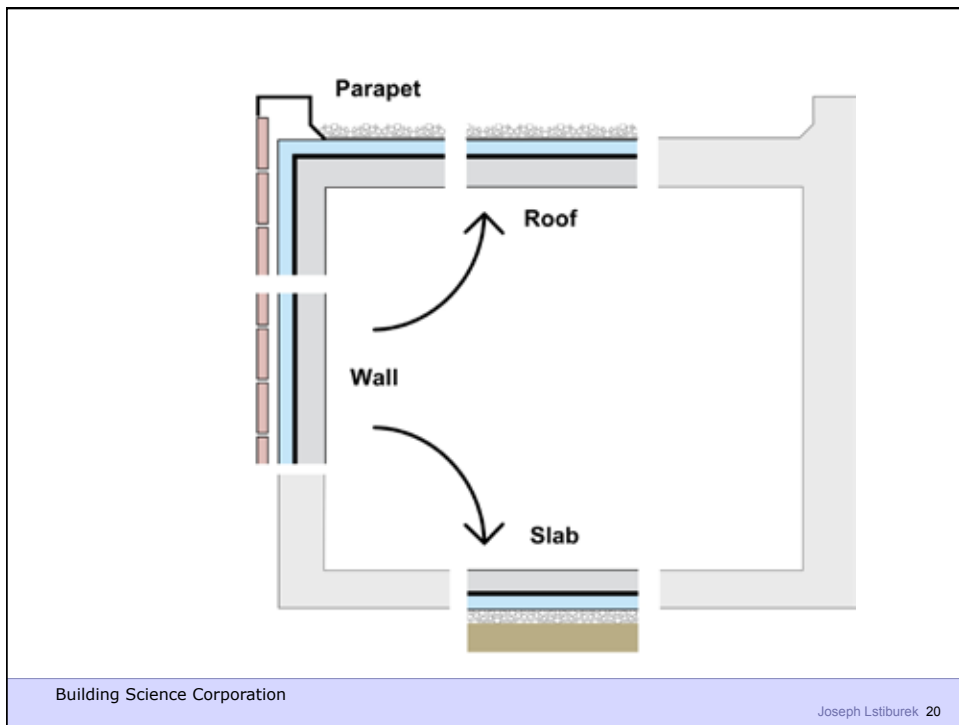 Parapet
Roof
Wall
Slab
Building Science Corporation
Joseph Lstiburek 20